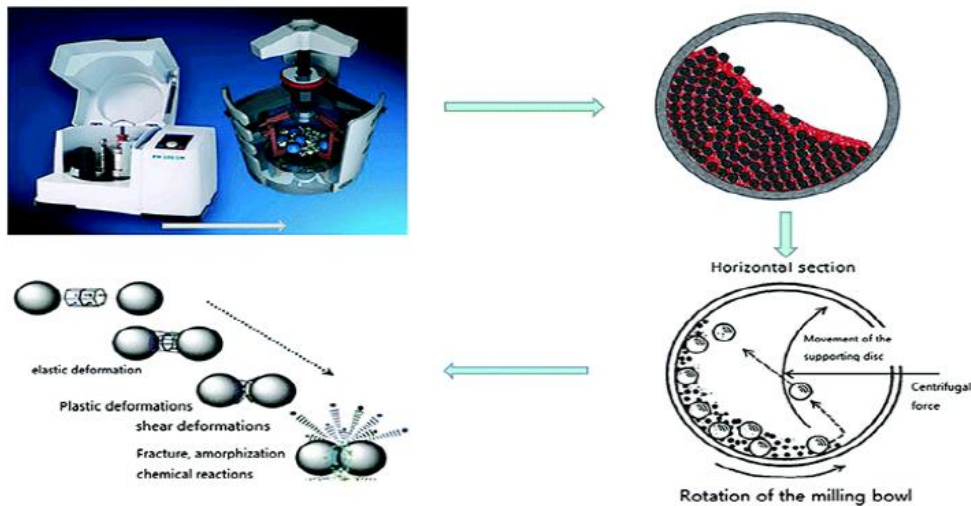 Horizontal section
Movement of the
supporting disc
Centrifugal
force
Rotation of the milling bowl
elastic deformation
Plastic deformations
shear deformations
Fracture, amorphization
chemical reactions